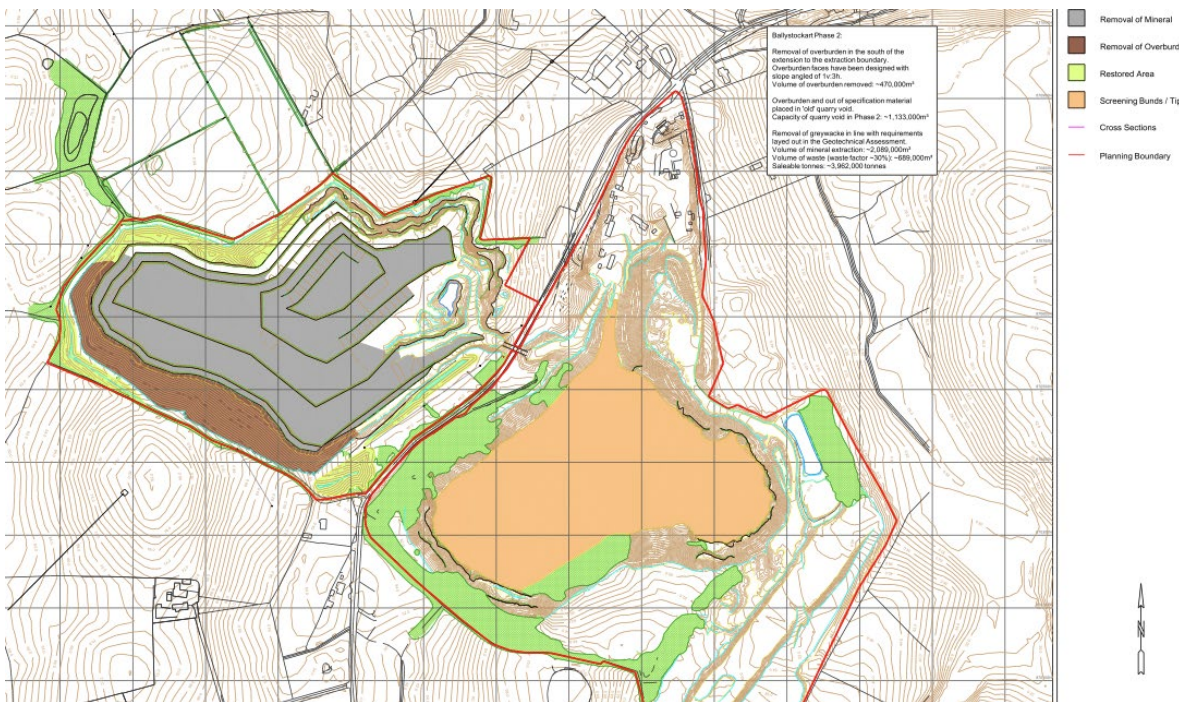 Ballystockart Phase 2:
Removal of overburden in the south of the
extension to the extraction boundary.
Overburden faces have been designed with
slope angled of 1v:3h.
Volume of overburden removed: ~470,000m³
Overburden and out of specification material
placed in 'old' quarry void.
Capacity of quarry void in Phase 2: ~1,133,000m³
Removal of greywacke in line with requirements
layed out in the Geotechnical Assessment.
Volume of mineral extraction: ~2,089,000m³
Volume of waste (waste factor ~30%): ~689,000m³
Saleable tonnes: ~3,962,000 tonnes
Removal of Mineral
Removal of Overburd
Restored Area
Screening Bunds / Tip
Cross Sections
Planning Boundary
N